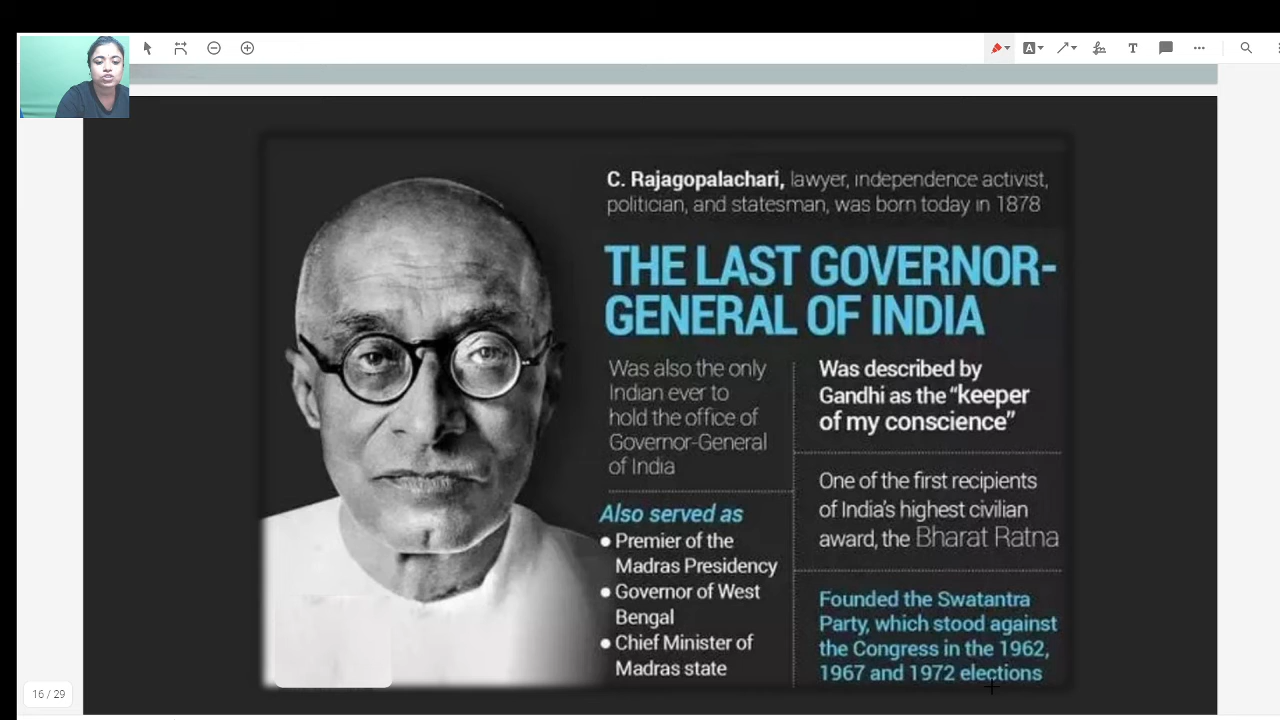 C. Rajagopalachari, lawyer, independence activist,
politician, and statesman, was born today in 1878
THE LAST GOVERNOR-
GENERAL OF INDIA
Was also the only
Indian ever to
hold the office of
Governor-General
of India
Also served as
● Premier of the
Madras Presidency
● Governor of West
Bengal
● Chief Minister of
Madras state
Was described by
Gandhi as the “keeper
of my conscience”
One of the first recipients
of India's highest civilian
award, the Bharat Ratna
Founded the Swatantra
Party, which stood against
the Congress in the 1962,
1967 and 1972 elections
16 / 29